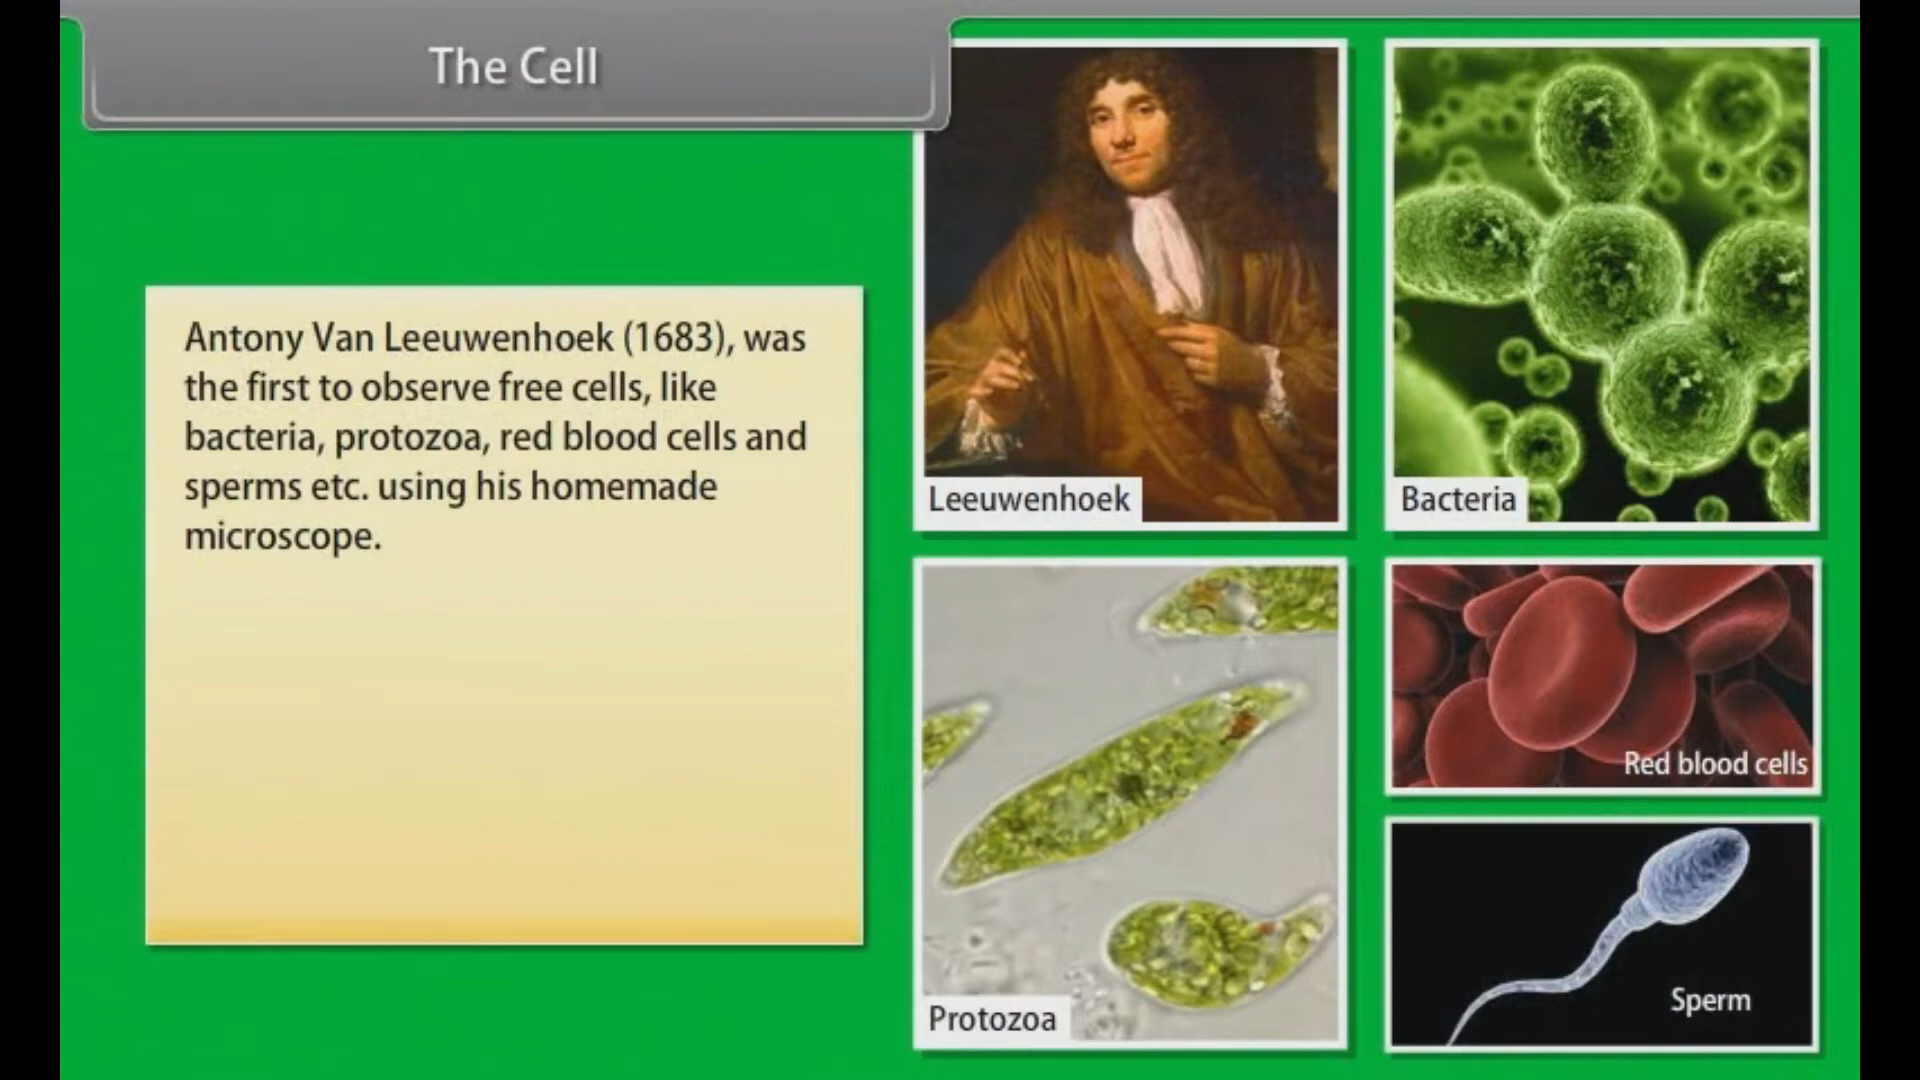 The Cell
Antony Van Leeuwenhoek (1683), was
the first to observe free cells, like
bacteria, protozoa, red blood cells and
sperms etc. using his homemade
microscope.
Leeuwenhoek
Bacteria
Protozoa
Red blood cells
Sperm